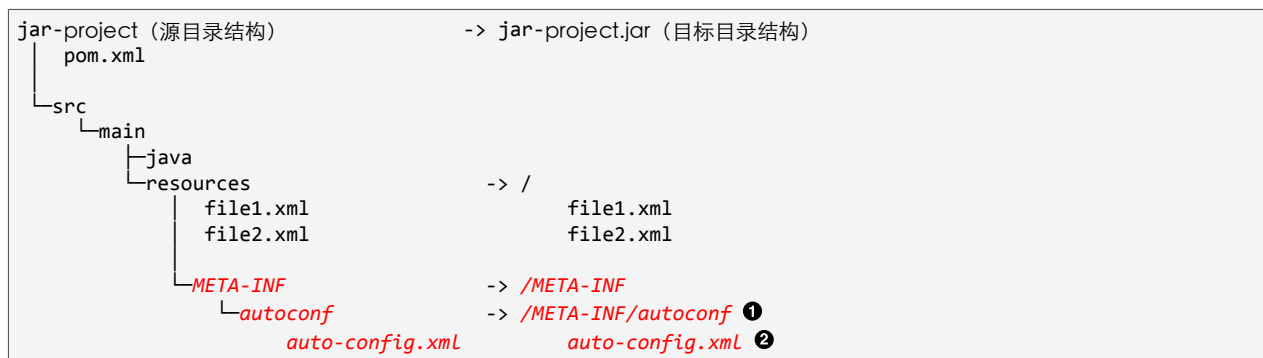 jar-project（源目录结构） -> jar-project.jar（目标目录结构）
│ pom.xml
│
└─src
└─main
├─java
└─resources -> /
│ file1.xml file1.xml
│ file2.xml file2.xml
│
└─META-INF -> /META-INF
└─autoconf -> /META-INF/autoconf ❶
auto-config.xml auto-config.xml ❷